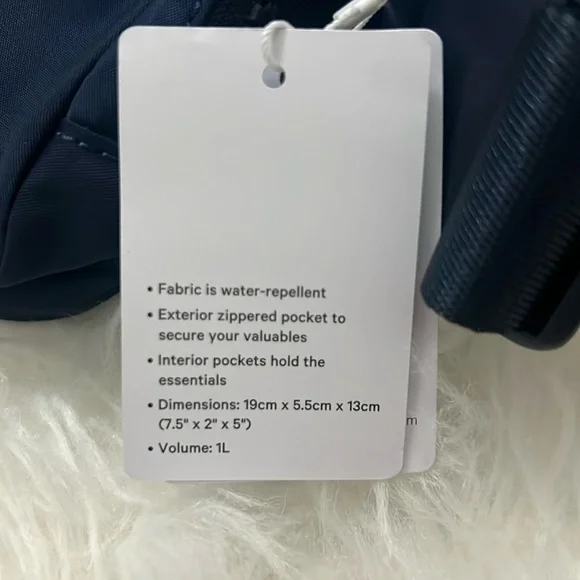 • Fabric is water-repellent
• Exterior zippered pocket to
secure your valuables
• Interior pockets hold the
essentials
• Dimensions: 19cm x 5.5cm x 13cm
(7.5" x 2" x 5")
• Volume: 1L
m